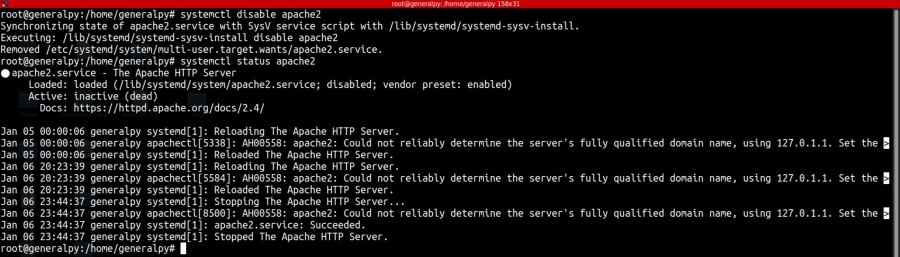 root@generalpy: /home/generalpy 158x31
root@generalpy:/home/generalpy# systemctl disable apache2
Synchronizing state of apache2.service with SysV service script with /lib/systemd/systemd-sysv-install.
Executing: /lib/systemd/systemd-sysv-install disable apache2
Removed /etc/systemd/system/multi-user.target.wants/apache2.service.
root@generalpy:/home/generalpy# systemctl status apache2
● apache2.service - The Apache HTTP Server
Loaded: loaded (/lib/systemd/system/apache2.service; disabled; vendor preset: enabled)
Active: inactive (dead)
Docs: https://httpd.apache.org/docs/2.4/
Jan 05 00:00:06 generalpy systemd[1]: Reloading The Apache HTTP Server.
Jan 05 00:00:06 generalpy apachectl[5338]: AH00558: apache2: Could not reliably determine the server's fully qualified domain name, using 127.0.1.1. Set the >
Jan 05 00:00:06 generalpy systemd[1]: Reloaded The Apache HTTP Server.
Jan 06 20:23:39 generalpy systemd[1]: Reloading The Apache HTTP Server.
Jan 06 20:23:39 generalpy apachectl[5584]: AH00558: apache2: Could not reliably determine the server's fully qualified domain name, using 127.0.1.1. Set the >
Jan 06 20:23:39 generalpy systemd[1]: Reloaded The Apache HTTP Server.
Jan 06 23:44:37 generalpy systemd[1]: Stopping The Apache HTTP Server...
Jan 06 23:44:37 generalpy apachectl[8500]: AH00558: apache2: Could not reliably determine the server's fully qualified domain name, using 127.0.1.1. Set the >
Jan 06 23:44:37 generalpy systemd[1]: apache2.service: Succeeded.
Jan 06 23:44:37 generalpy systemd[1]: Stopped The Apache HTTP Server.
root@generalpy:/home/generalpy#